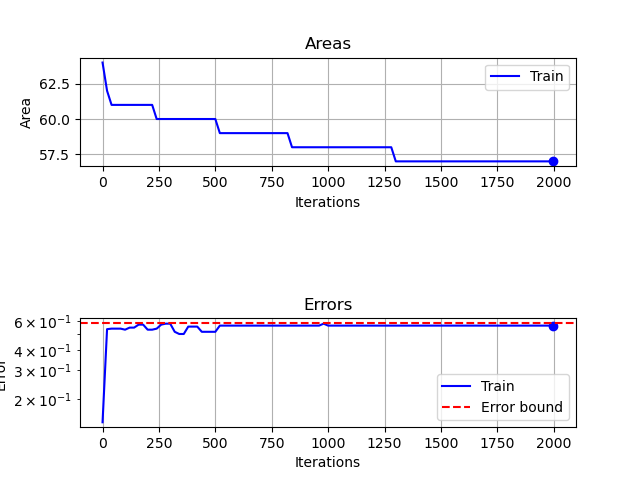 Areas
Area
62.5
60.0
57.5
Train
0 250 500 750 1000 1250 1500 1750 2000
Iterations
Errors
Error
6 × 10⁻¹
4 × 10⁻¹
3 × 10⁻¹
2 × 10⁻¹
Train
Error bound
0 250 500 750 1000 1250 1500 1750 2000
Iterations